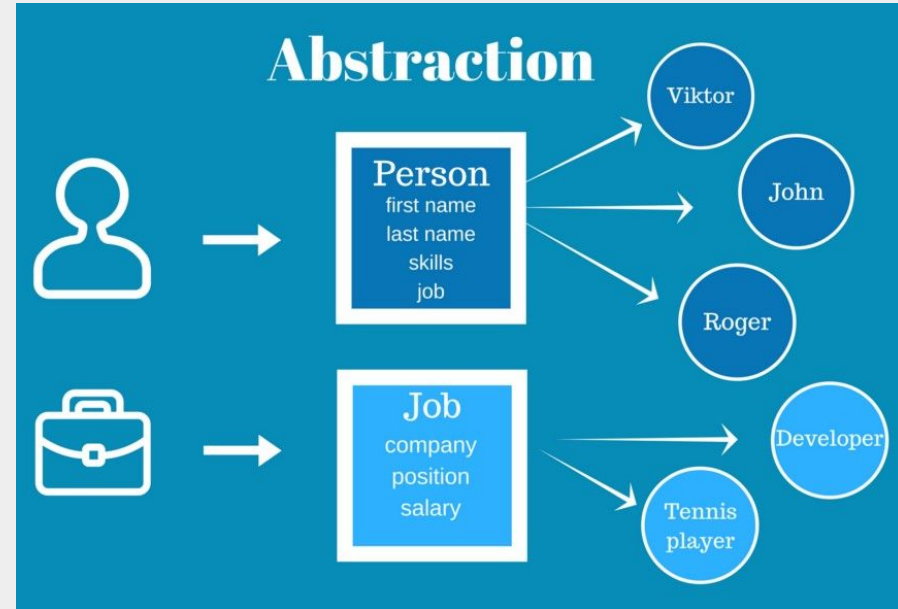 Abstraction
Person
first name
last name
skills
job
Viktor
John
Roger
Job
company
position
salary
Developer
Tennis
player